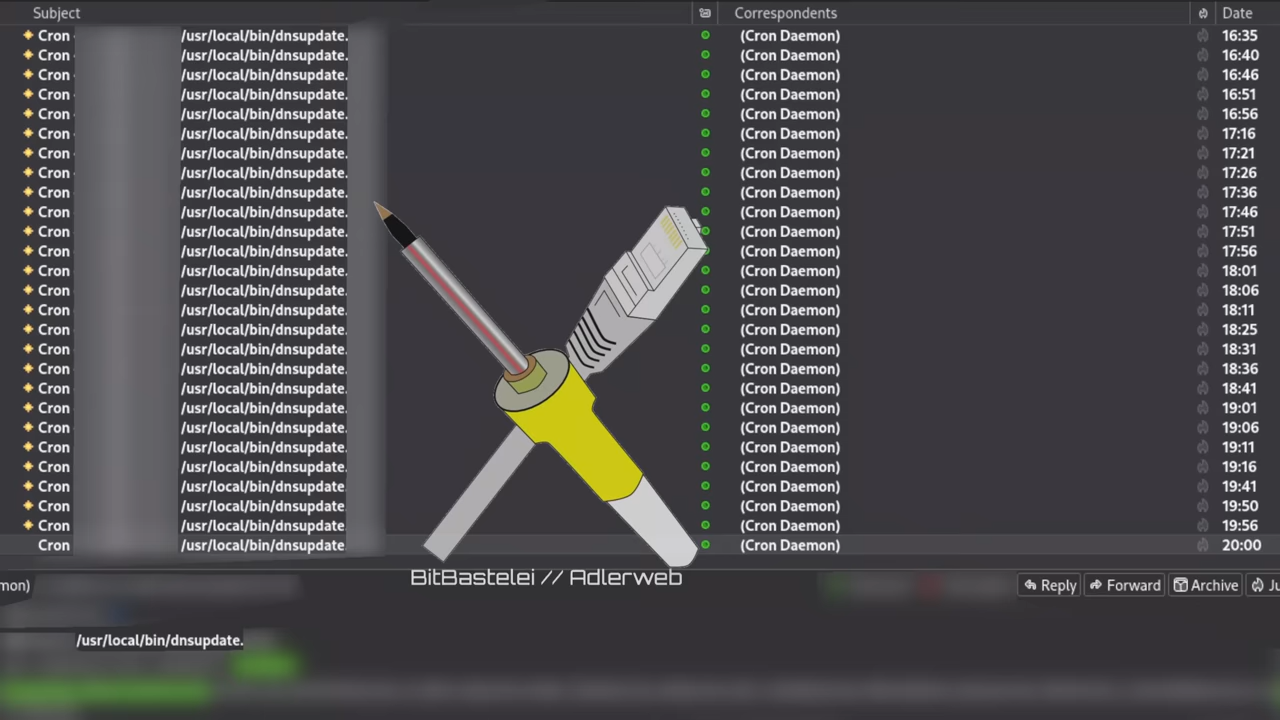 Subject Correspondents Date
Cron /usr/local/bin/dnsupdate. (Cron Daemon) 16:35
Cron /usr/local/bin/dnsupdate. (Cron Daemon) 16:40
Cron /usr/local/bin/dnsupdate. (Cron Daemon) 16:46
Cron /usr/local/bin/dnsupdate. (Cron Daemon) 16:51
Cron /usr/local/bin/dnsupdate. (Cron Daemon) 16:56
Cron /usr/local/bin/dnsupdate. (Cron Daemon) 17:16
Cron /usr/local/bin/dnsupdate. (Cron Daemon) 17:21
Cron /usr/local/bin/dnsupdate. (Cron Daemon) 17:26
Cron /usr/local/bin/dnsupdate. (Cron Daemon) 17:36
Cron /usr/local/bin/dnsupdate. (Cron Daemon) 17:46
Cron /usr/local/bin/dnsupdate. (Cron Daemon) 17:51
Cron /usr/local/bin/dnsupdate. (Cron Daemon) 17:56
Cron /usr/local/bin/dnsupdate. (Cron Daemon) 18:01
Cron /usr/local/bin/dnsupdate. (Cron Daemon) 18:06
Cron /usr/local/bin/dnsupdate. (Cron Daemon) 18:11
Cron /usr/local/bin/dnsupdate. (Cron Daemon) 18:25
Cron /usr/local/bin/dnsupdate. (Cron Daemon) 18:31
Cron /usr/local/bin/dnsupdate. (Cron Daemon) 18:36
Cron /usr/local/bin/dnsupdate. (Cron Daemon) 18:41
Cron /usr/local/bin/dnsupdate. (Cron Daemon) 19:01
Cron /usr/local/bin/dnsupdate. (Cron Daemon) 19:06
Cron /usr/local/bin/dnsupdate. (Cron Daemon) 19:11
Cron /usr/local/bin/dnsupdate. (Cron Daemon) 19:16
Cron /usr/local/bin/dnsupdate. (Cron Daemon) 19:41
Cron /usr/local/bin/dnsupdate. (Cron Daemon) 19:50
Cron /usr/local/bin/dnsupdate. (Cron Daemon) 19:56
Cron /usr/local/bin/dnsupdate. (Cron Daemon) 20:00
BitBastelei // Adlerweb
mon) Reply Forward Archive Ju
/usr/local/bin/dnsupdate.